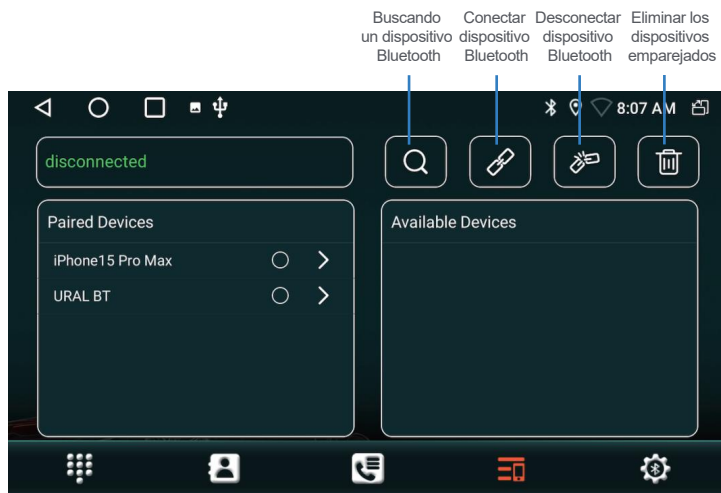 Buscando
un dispositivo
Bluetooth
Conectar
dispositivo
Bluetooth
Desconectar
dispositivo
Bluetooth
Eliminar los
dispositivos
emparejados
8:07 AM
disconnected
Paired Devices
iPhone15 Pro Max
URAL BT
Available Devices